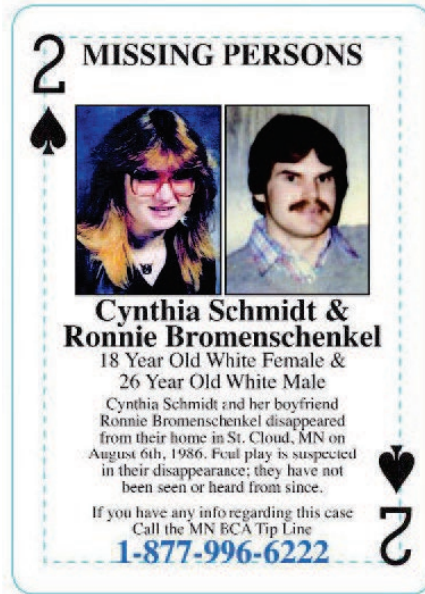 2
MISSING PERSONS
Cynthia Schmidt &
Ronnie Bromenschenkel
18 Year Old White Female &
26 Year Old White Male
Cynthia Schmidt and her boyfriend
Ronnie Bromenschenkel disappeared
from their home in St. Cloud, MN on
August 6th, 1986. Foul play is suspected
in their disappearance; they have not
been seen or heard from since.
If you have any info regarding this case
Call the MN BCA Tip Line
1-877-996-6222
2